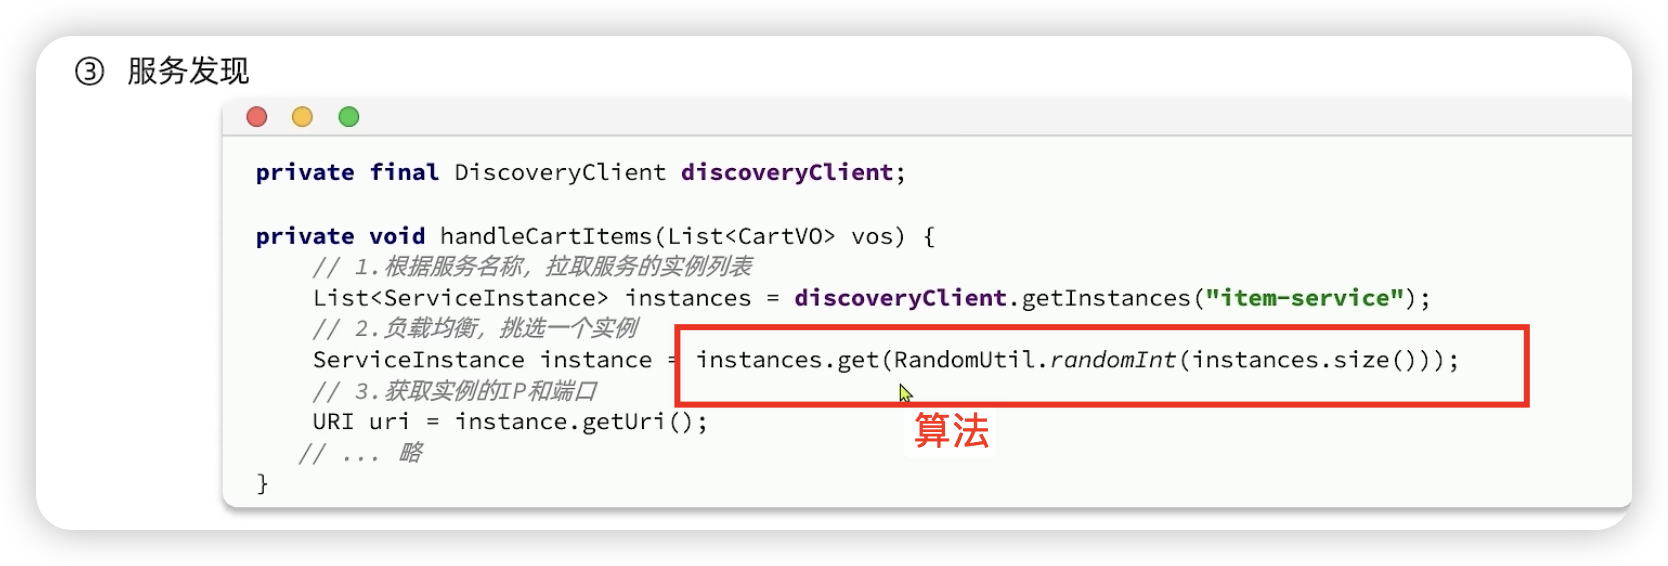 ③ 服务发现
private final DiscoveryClient discoveryClient;
private void handleCartItems(List<CartVO> vos) {
// 1.根据服务名称，拉取服务的实例列表
List<ServiceInstance> instances = discoveryClient.getInstances("item-service");
// 2.负载均衡，挑选一个实例
ServiceInstance instance = instances.get(RandomUtil.randomInt(instances.size()));
// 3.获取实例的IP和端口
URI uri = instance.getUri();
算法
// ... 略
}